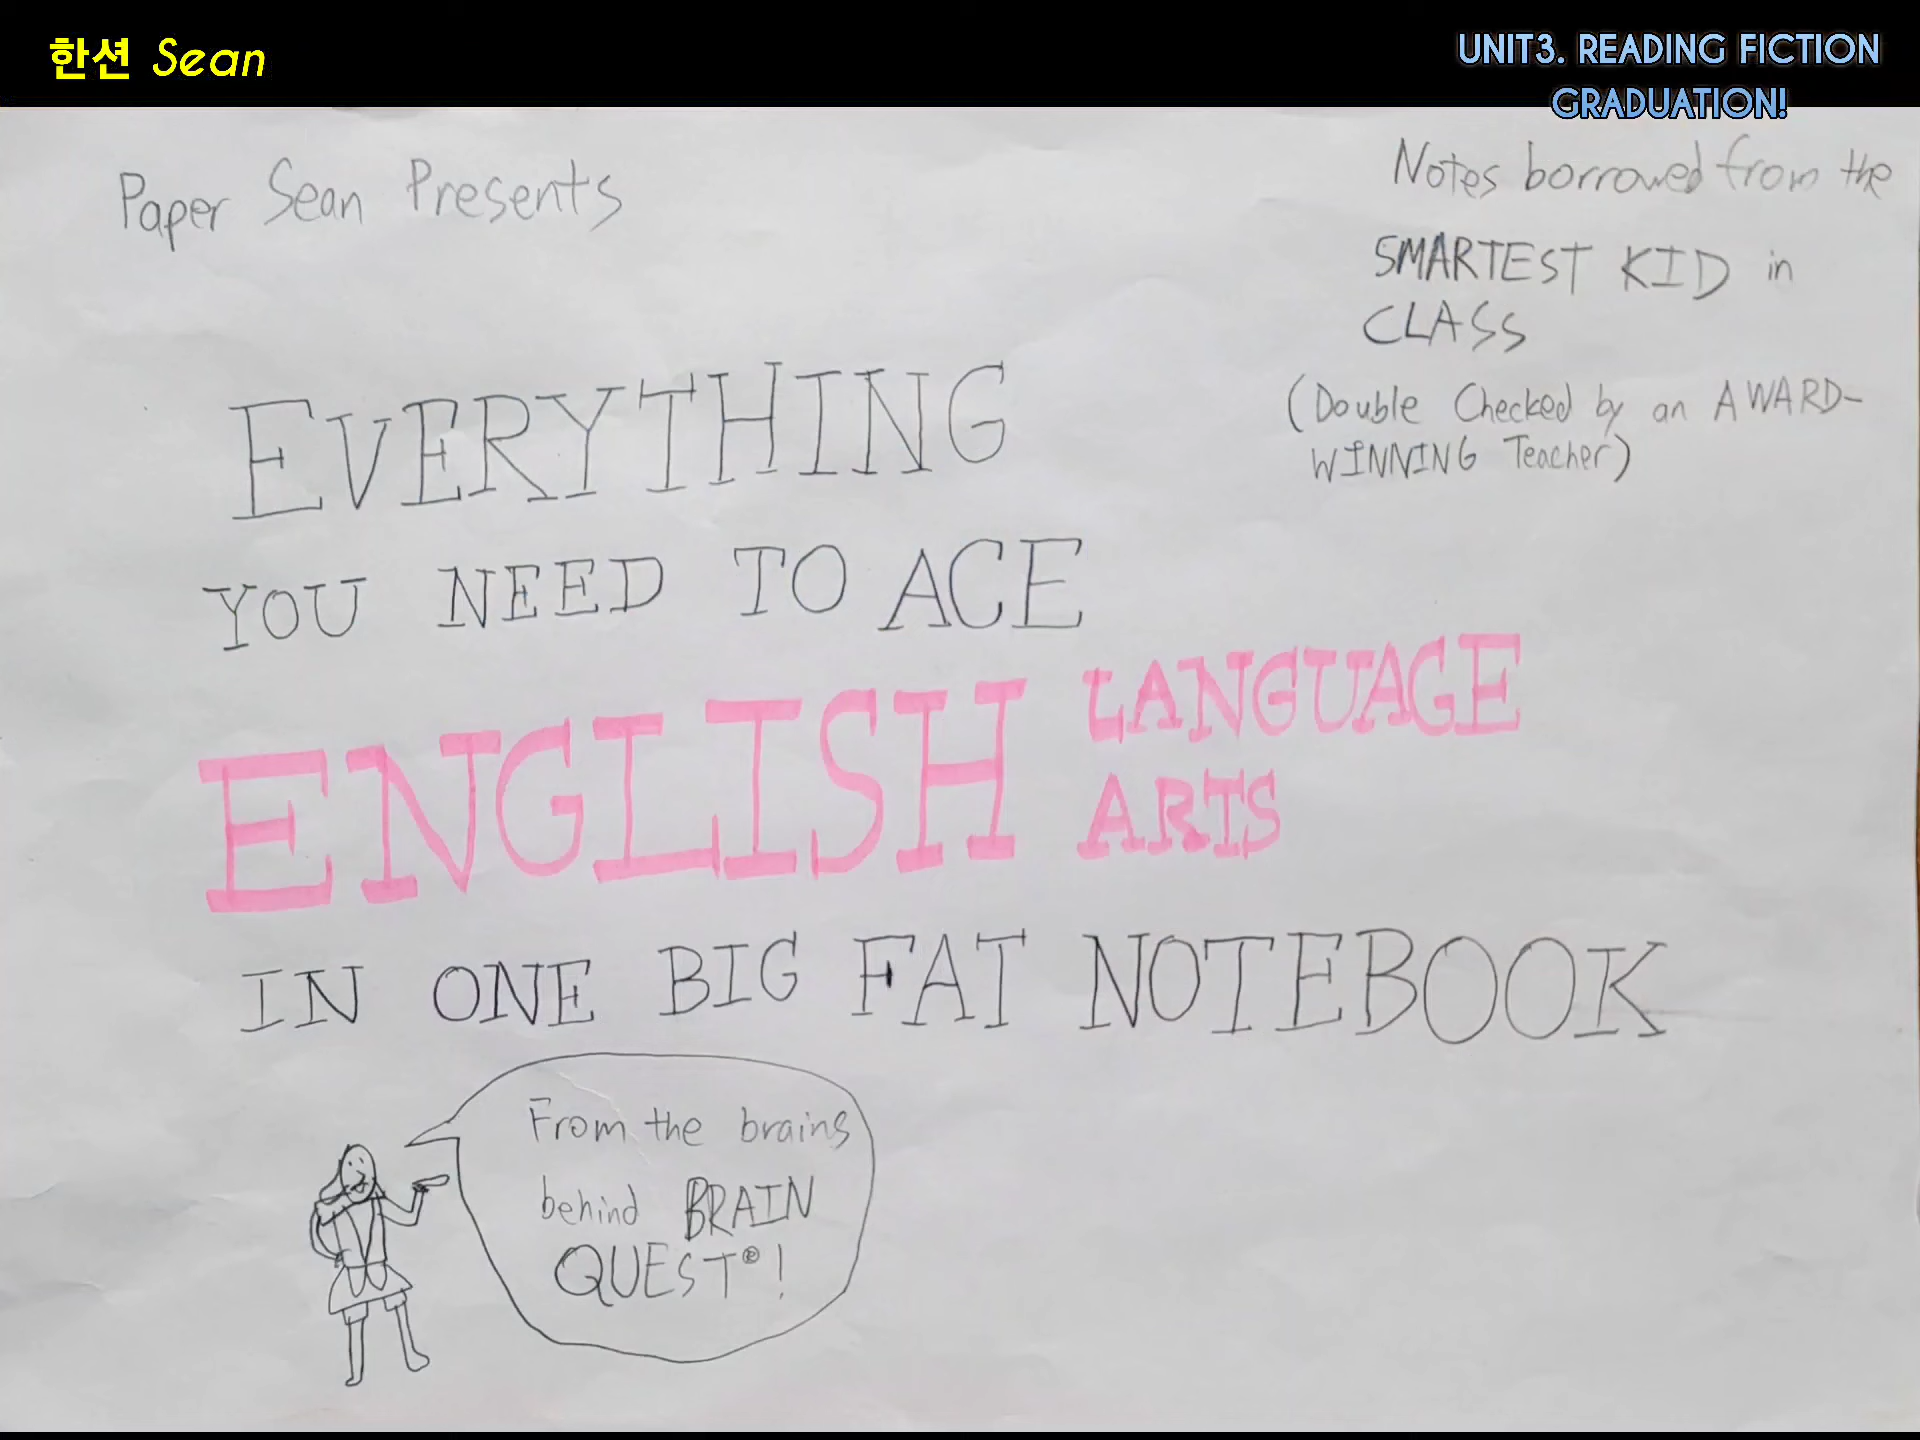 한션 Sean
UNIT3. READING FICTION
GRADUATION!
Paper Sean Presents
Notes borrowed from the
SMARTEST KID in
CLASS
(Double Checked by an AWARD-
WINNING Teacher)
EVERYTHING
YOU NEED TO ACE
ENGLISH LANGUAGE
ARTS
IN ONE BIG FAT NOTEBOOK
From the brains
behind BRAIN
QUEST®!